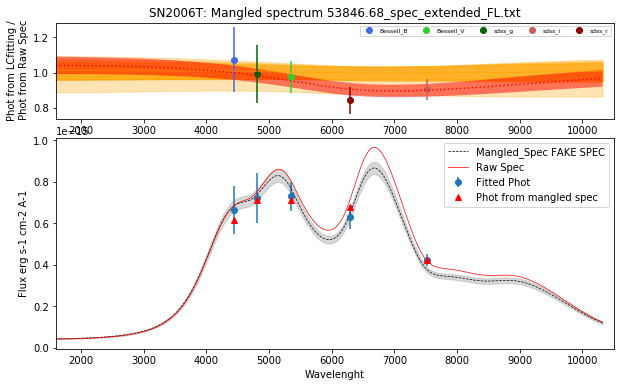 SN2006T: Mangled spectrum 53846.68_spec_extended_FL.txt
Phot from LCfitting /
Phot from Raw Spec
1.2
1.0
0.8
Bessell_B
Bessell_V
sdss_g
sdss_i
sdss_r
2000 3000 4000 5000 6000 7000 8000 9000 10000
Flux erg s-1 cm-2 A-1
1.0
0.8
0.6
0.4
0.2
0.0
Mangled_Spec FAKE SPEC
Raw Spec
Fitted Phot
Phot from mangled spec
2000 3000 4000 5000 6000 7000 8000 9000 10000
Wavelenght